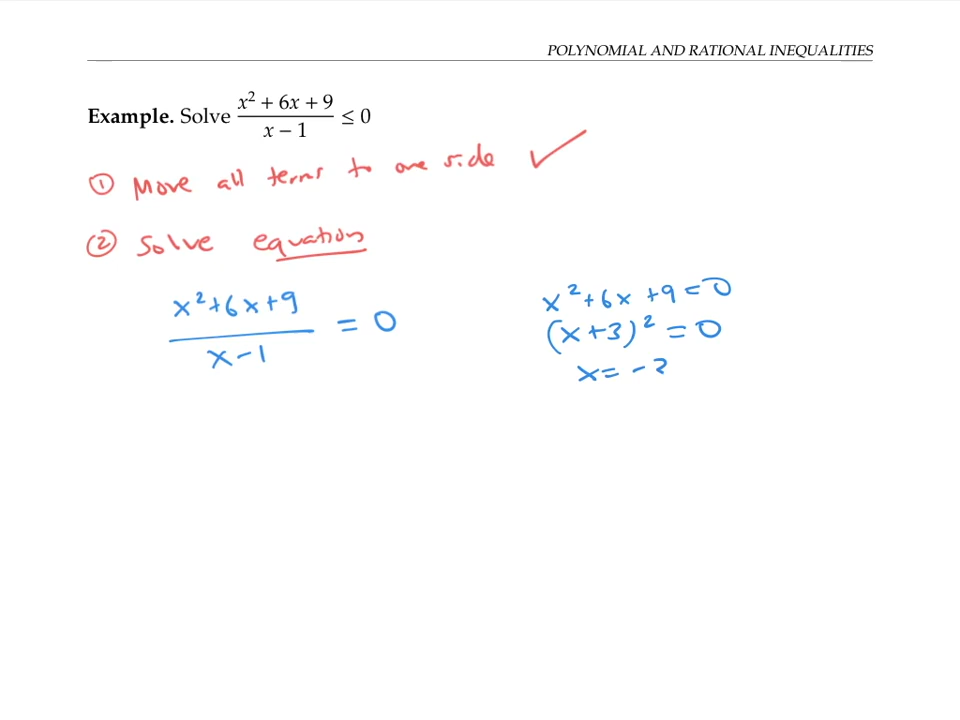 POLYNOMIAL AND RATIONAL INEQUALITIES
Example. Solve (x² + 6x + 9)/(x − 1) ≤ 0
① Move all terms to one side ✓
② Solve equation
(x²+6x+9)/(x-1) = 0
x²+6x+9=0
(x+3)² = 0
x = -3